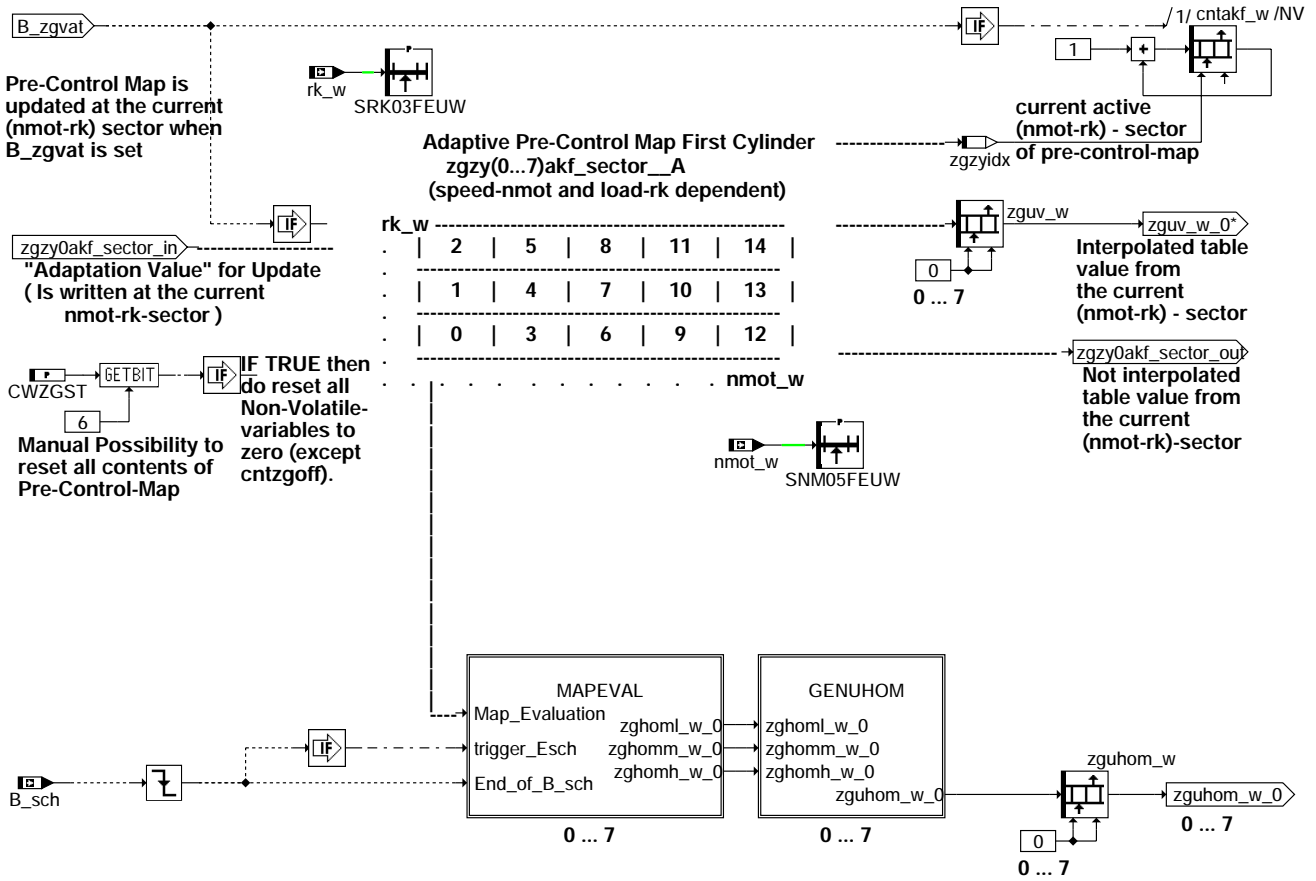 B_zgvat
IF
/1/ cntakf_w /NV
1
+
P
rk_w
SRK03FEUW
Pre-Control Map is
updated at the current
(nmot-rk) sector when
B_zgvat is set
current active
(nmot-rk) - sector
of pre-control-map
zgzyidx
Adaptive Pre-Control Map First Cylinder
zgzy(0...7)akf_sector__A
(speed-nmot and load-rk dependent)
IF
rk_w
zgzy0akf_sector_in
"Adaptation Value" for Update
( Is written at the current
nmot-rk-sector )
. | 2 | 5 | 8 | 11 | 14 |
. | 1 | 4 | 7 | 10 | 13 |
. | 0 | 3 | 6 | 9 | 12 |
. . . . . . . . . . . . nmot_w
zguv_w
zguv_w_0*
0
0 ... 7
Interpolated table
value from
the current
(nmot-rk) - sector
zgzy0akf_sector_out
Not interpolated
table value from
the current
(nmot-rk)-sector
P
CWZGST
GETBIT
IF
6
IF TRUE then
do reset all
Non-Volatile-
variables to
zero (except
cntzgoff).
Manual Possibility to
reset all contents of
Pre-Control-Map
P
nmot_w
SNM05FEUW
MAPEVAL
Map_Evaluation
trigger_Esch
End_of_B_sch
zghoml_w_0
zghomm_w_0
zghomh_w_0
0 ... 7
GENUHOM
zghoml_w_0
zghomm_w_0
zghomh_w_0
zguhom_w_0
0 ... 7
IF
B_sch
zguhom_w
zguhom_w_0
0 ... 7
0
0 ... 7